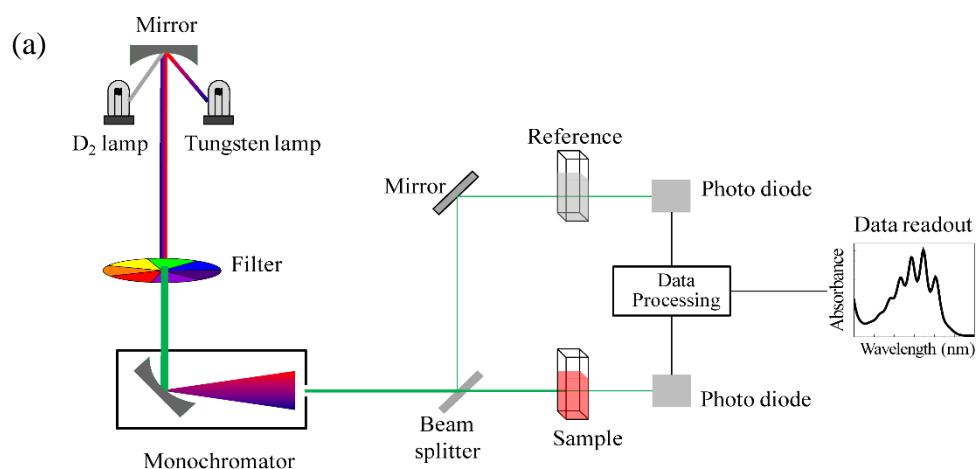 (a)
Mirror
D₂ lamp
Tungsten lamp
Filter
Monochromator
Mirror
Beam
splitter
Reference
Sample
Photo diode
Data
Processing
Photo diode
Data readout
Absorbance
Wavelength (nm)